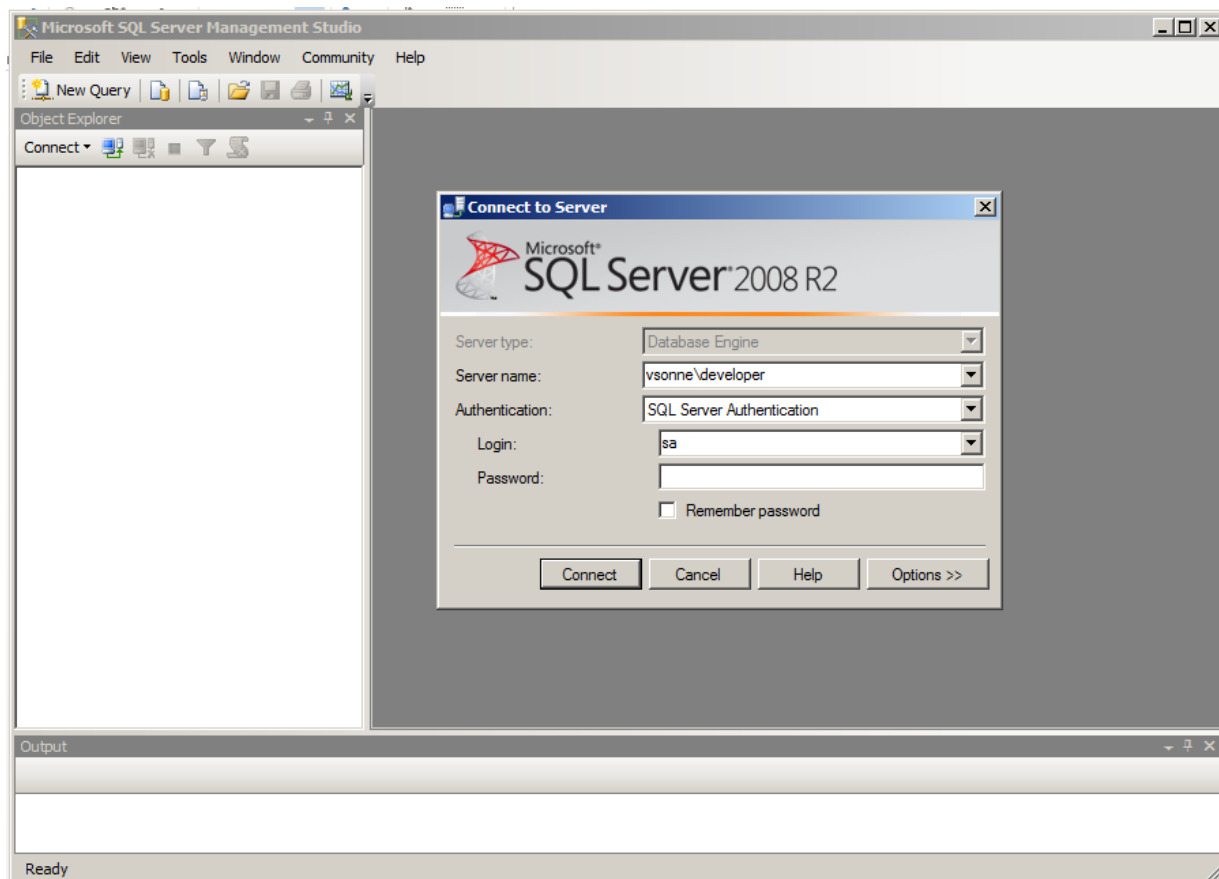 Microsoft SQL Server Management Studio
File Edit View Tools Window Community Help
New Query
Object Explorer
Connect
Connect to Server
Microsoft®
SQL Server® 2008 R2
Server type: Database Engine
Server name: vsonne\developer
Authentication: SQL Server Authentication
Login: sa
Password:
Remember password
Connect Cancel Help Options >>
Output
Ready